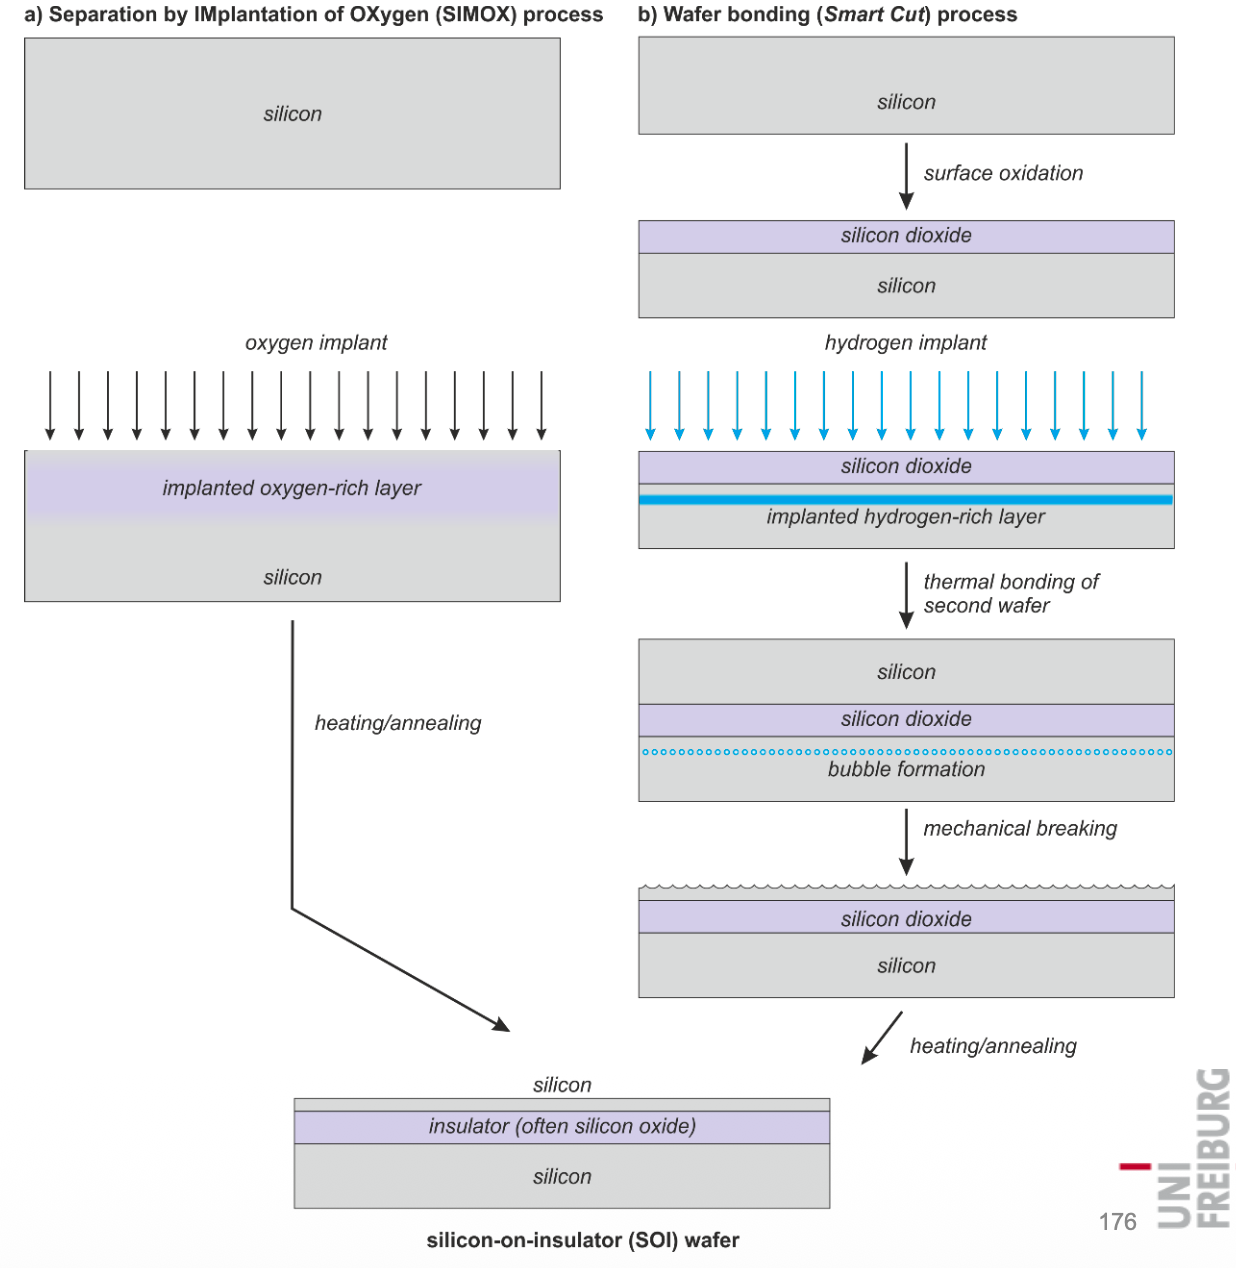 a) Separation by IMplantation of OXygen (SIMOX) process
silicon
oxygen implant
implanted oxygen-rich layer
silicon
heating/annealing
b) Wafer bonding (Smart Cut) process
silicon
surface oxidation
silicon dioxide
silicon
hydrogen implant
silicon dioxide
implanted hydrogen-rich layer
thermal bonding of
second wafer
silicon
silicon dioxide
bubble formation
mechanical breaking
silicon dioxide
silicon
heating/annealing
silicon
insulator (often silicon oxide)
silicon
silicon-on-insulator (SOI) wafer
176
UNI
FREIBURG